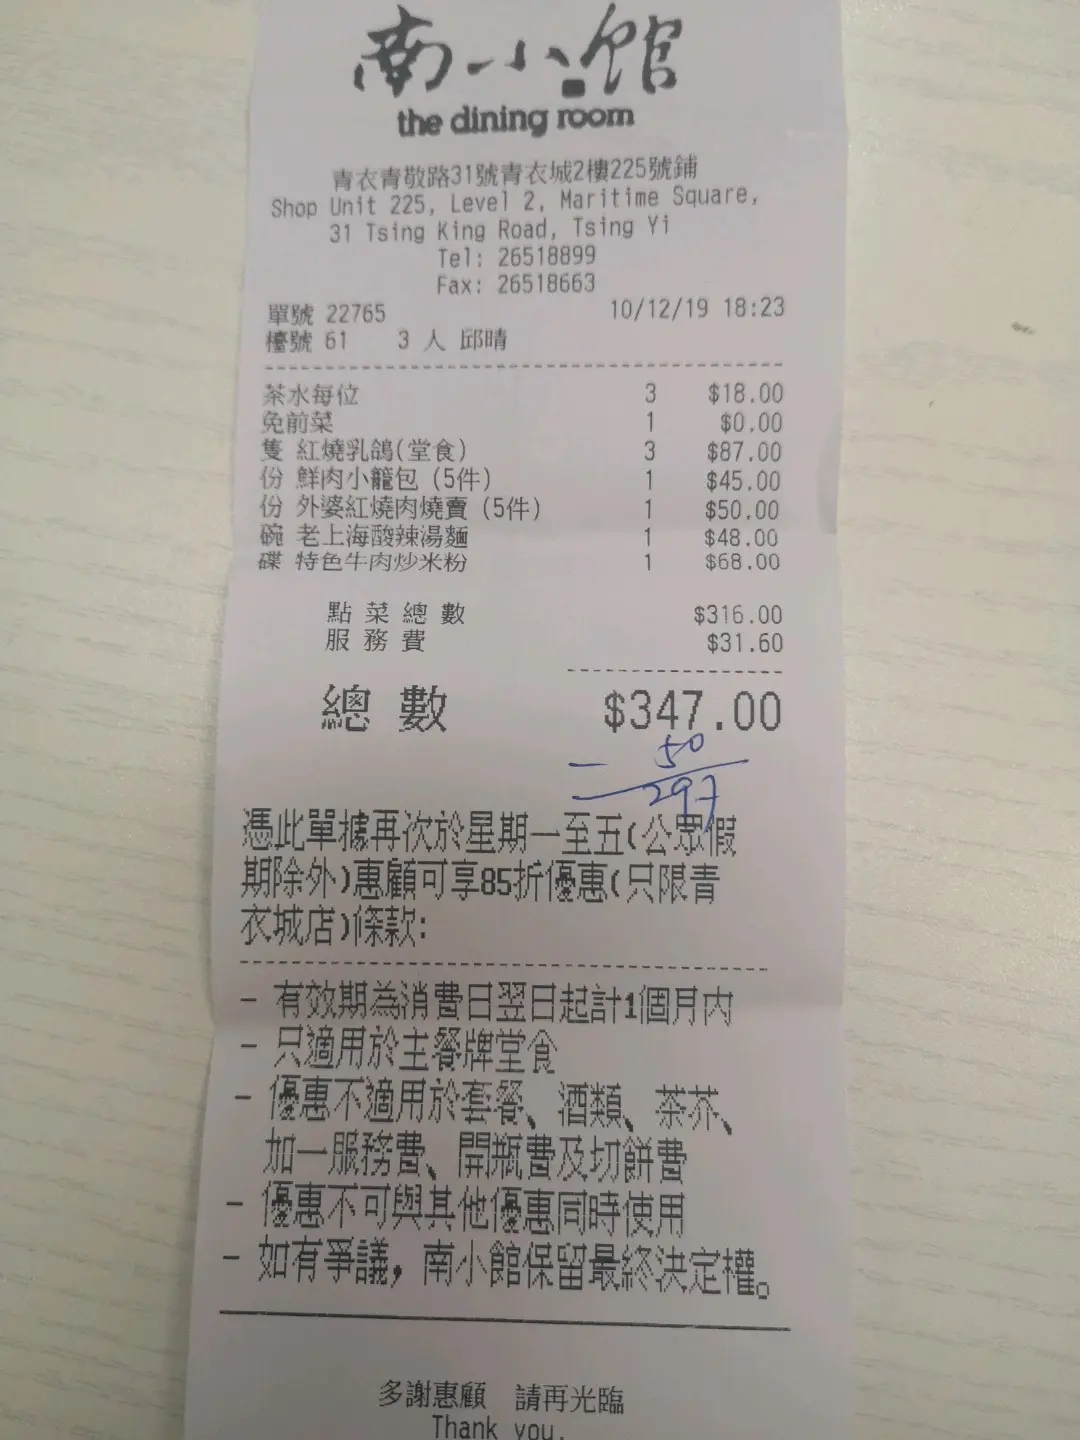 南小館
the dining room
青衣青敬路31號青衣城2樓225號鋪
Shop Unit 225, Level 2, Maritime Square,
31 Tsing King Road, Tsing Yi
Tel: 26518899
Fax: 26518663
單號 22765 10/12/19 18:23
檯號 61 3 人 邱晴
茶水每位 3 $18.00
免前菜 1 $0.00
隻 紅燒乳鴿(堂食) 3 $87.00
份 鮮肉小籠包 (5件) 1 $45.00
份 外婆紅燒肉燒賣 (5件) 1 $50.00
碗 老上海酸辣湯麵 1 $48.00
碟 特色牛肉炒米粉 1 $68.00
點菜總數 $316.00
服務費 $31.60
總數 $347.00
- 50
297
憑此單據再次於星期一至五(公眾假
期除外)惠顧可享85折優惠(只限青
衣城店)條款:
- 有效期為消費日翌日起計1個月內
- 只適用於主餐牌堂食
- 優惠不適用於套餐、酒類、茶芥、
加一服務費、開瓶費及切餅費
- 優惠不可與其他優惠同時使用
- 如有爭議，南小館保留最終決定權。
多謝惠顧 請再光臨
Thank you.